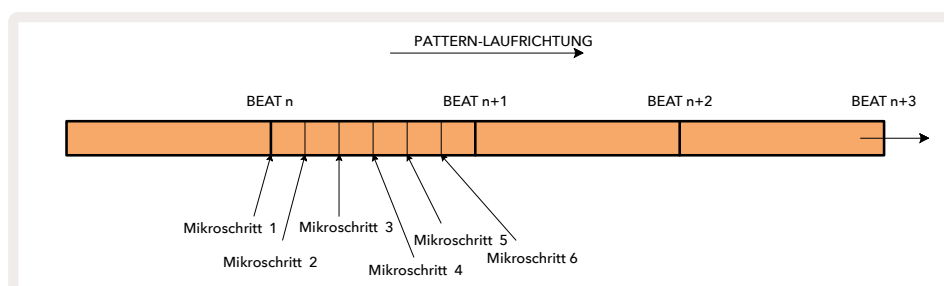 PATTERN-LAUFRICHTUNG
BEAT n BEAT n+1 BEAT n+2 BEAT n+3
Mikroschritt 1
Mikroschritt 3
Mikroschritt 5
Mikroschritt 2
Mikroschritt 6
Mikroschritt 4